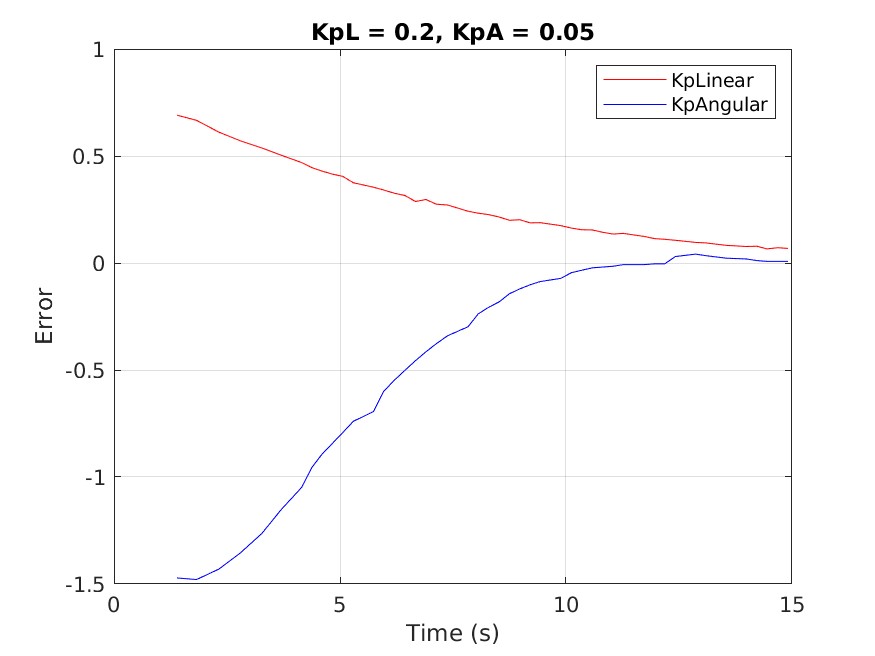 KpL = 0.2, KpA = 0.05
1
KpLinear
KpAngular
0.5
0
Error
-0.5
-1
-1.5
0
5
10
15
Time (s)